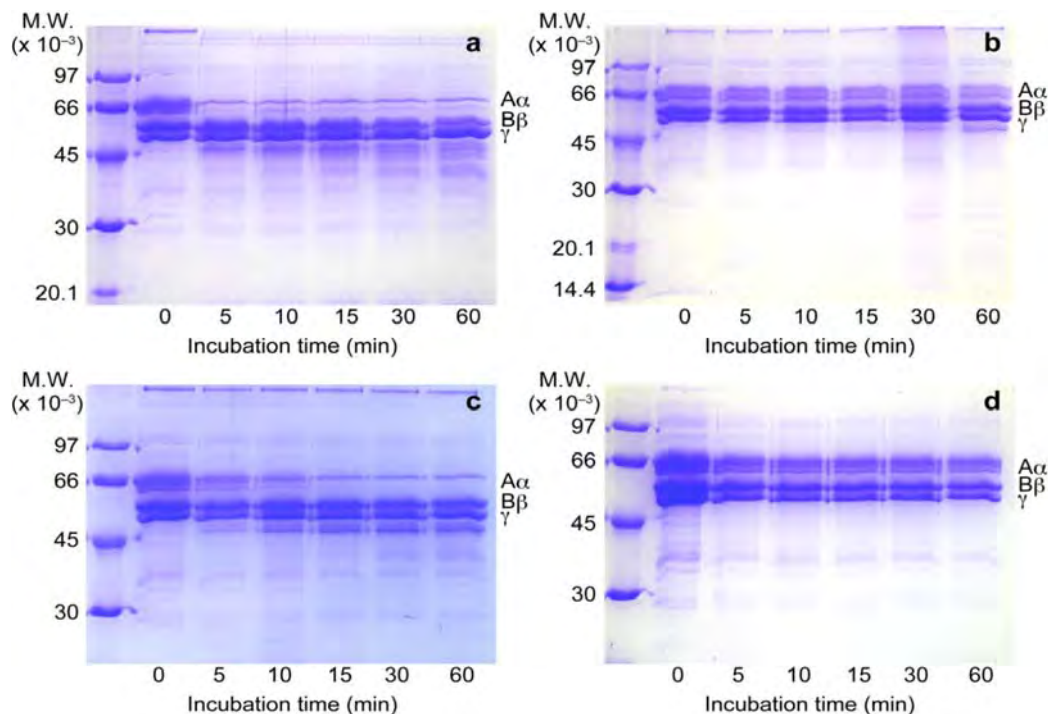 M.W.
(x 10⁻³)
a
97
66
45
30
20.1
Aα
Bβ
γ
0 5 10 15 30 60
Incubation time (min)
M.W.
(x 10⁻³)
b
97
66
45
30
20.1
14.4
Aα
Bβ
γ
0 5 10 15 30 60
Incubation time (min)
M.W.
(x 10⁻³)
c
97
66
45
30
Aα
Bβ
γ
0 5 10 15 30 60
Incubation time (min)
M.W.
(x 10⁻³)
d
97
66
45
30
Aα
Bβ
γ
0 5 10 15 30 60
Incubation time (min)